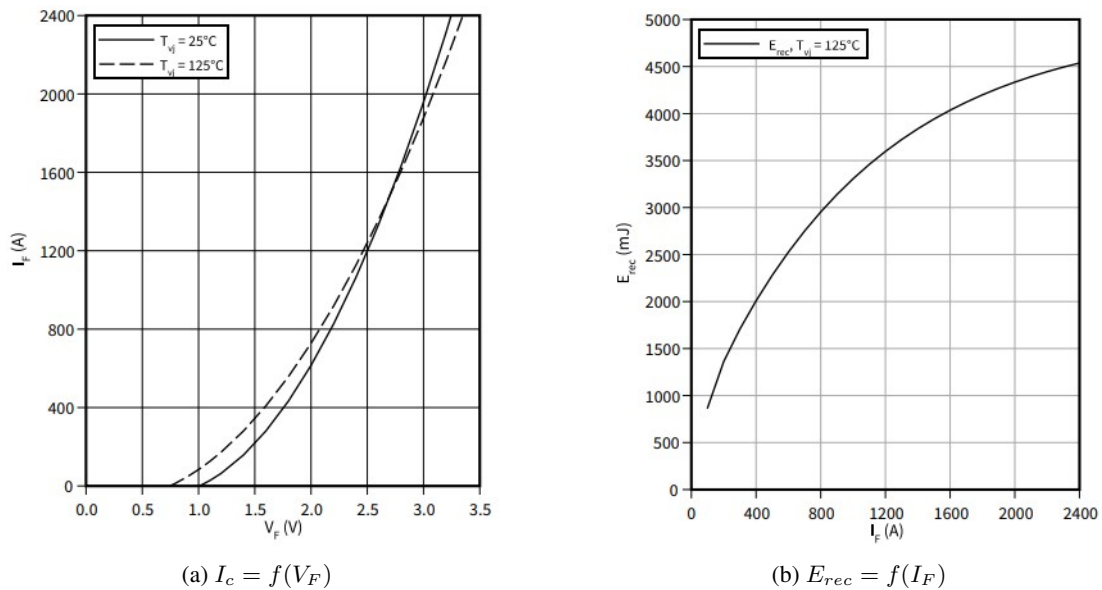 2400
2000
1600
1200
800
400
0
I_F (A)
T_vj = 25°C
T_vj = 125°C
0.0 0.5 1.0 1.5 2.0 2.5 3.0 3.5
V_F (V)
(a) I_c = f(V_F)
5000
4500
4000
3500
3000
2500
2000
1500
1000
500
0
E_rec (mJ)
E_rec, T_vj = 125°C
0 400 800 1200 1600 2000 2400
I_F (A)
(b) E_rec = f(I_F)